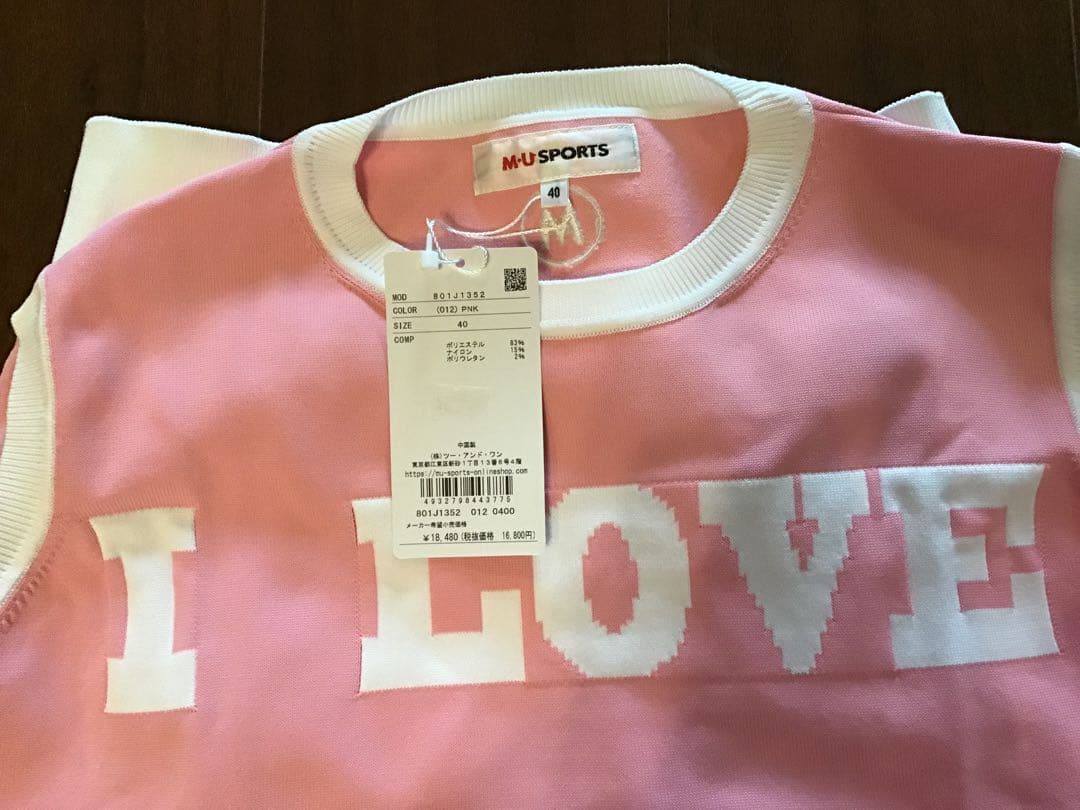 M·U SPORTS
40
M
MOD 801J1352
COLOR (012) PNK
SIZE 40
COMP
ポリエステル 83%
ナイロン 15%
ポリウレタン 2%
中国製
(株)ツー・アンド・ワン
東京都江東区新砂1丁目13番6号4階
https://mu-sports-onlineshop.com
4932798443775
801J1352 012 0400
メーカー希望小売価格
¥18,480(税抜価格 16,800円)
I LOVE